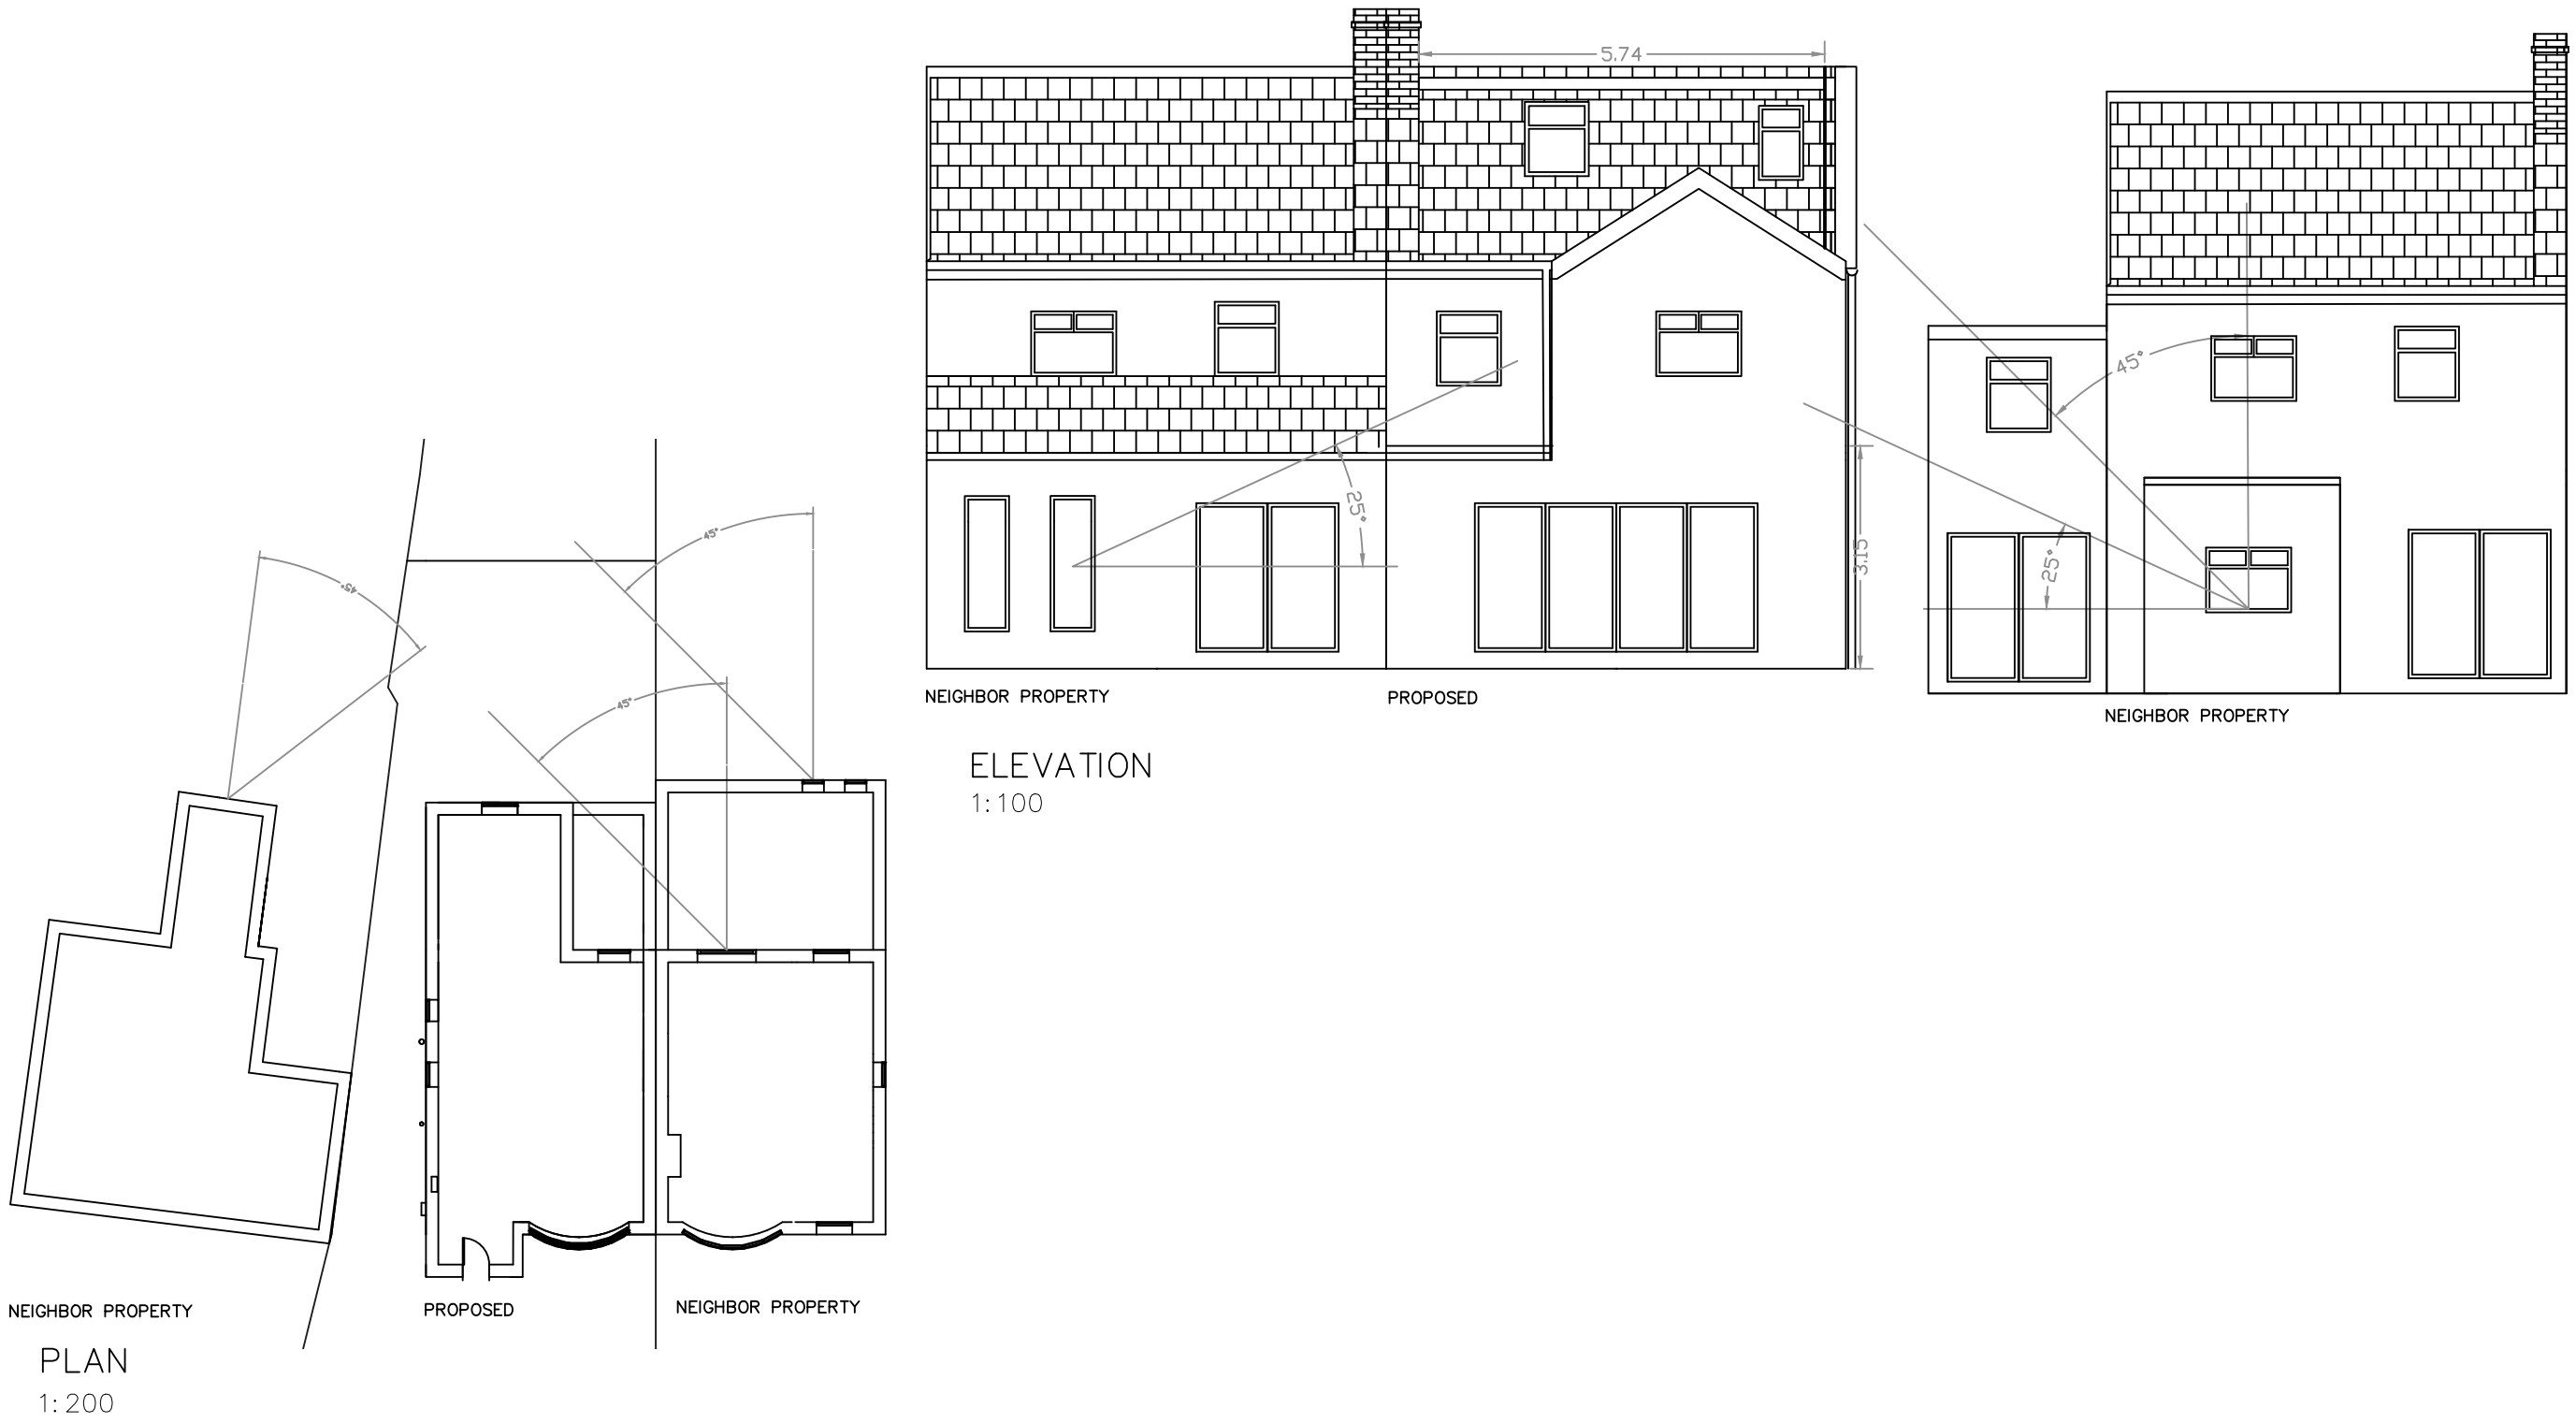 5.74
45°
25°
25°
3.15
NEIGHBOR PROPERTY
PROPOSED
NEIGHBOR PROPERTY
ELEVATION
1:100
45°
45°
45°
NEIGHBOR PROPERTY
PROPOSED
NEIGHBOR PROPERTY
PLAN
1:200